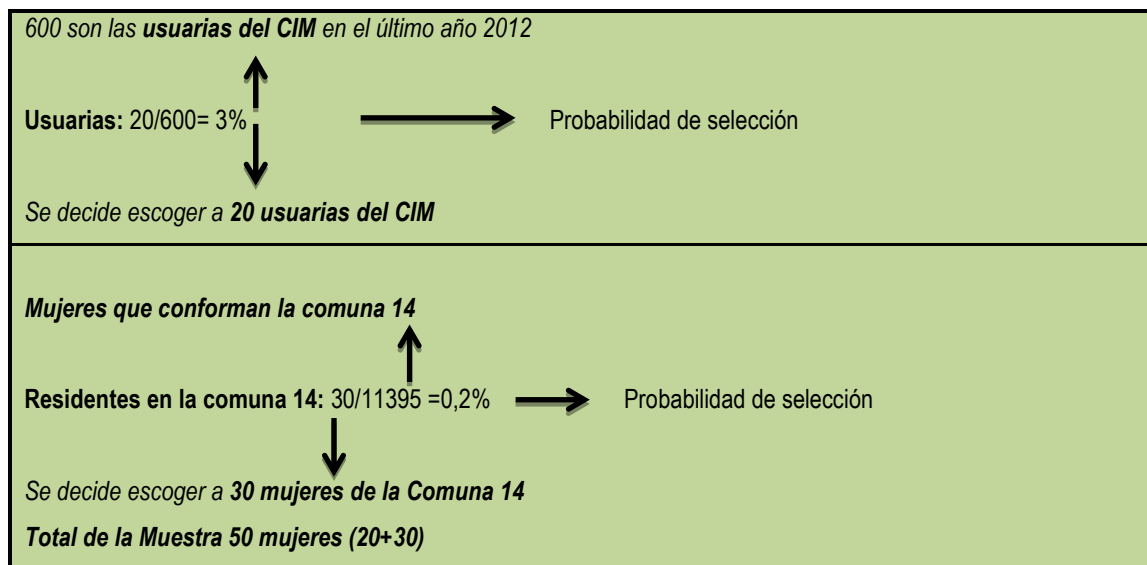 600 son las usuarias del CIM en el último año 2012
Usuarias: 20/600= 3% Probabilidad de selección
Se decide escoger a 20 usuarias del CIM
Mujeres que conforman la comuna 14
Residentes en la comuna 14: 30/11395 =0,2% Probabilidad de selección
Se decide escoger a 30 mujeres de la Comuna 14
Total de la Muestra 50 mujeres (20+30)